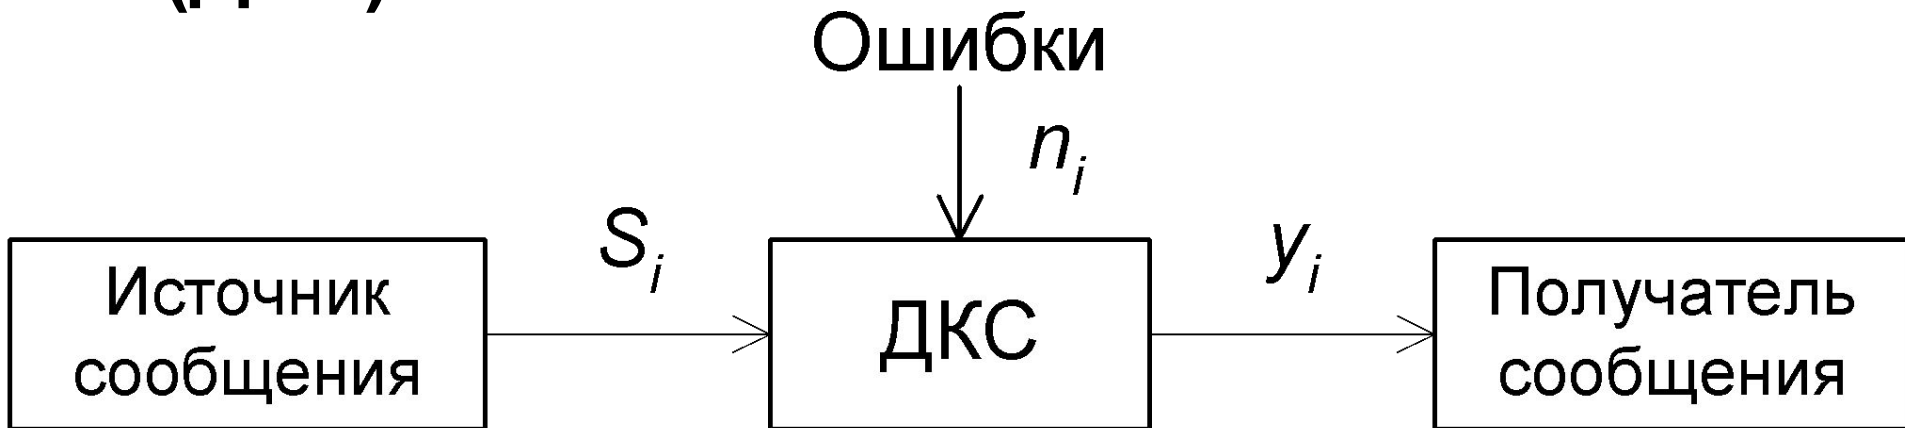 Ошибки
n_i
S_i
y_i
Источник
сообщения
ДКС
Получатель
сообщения